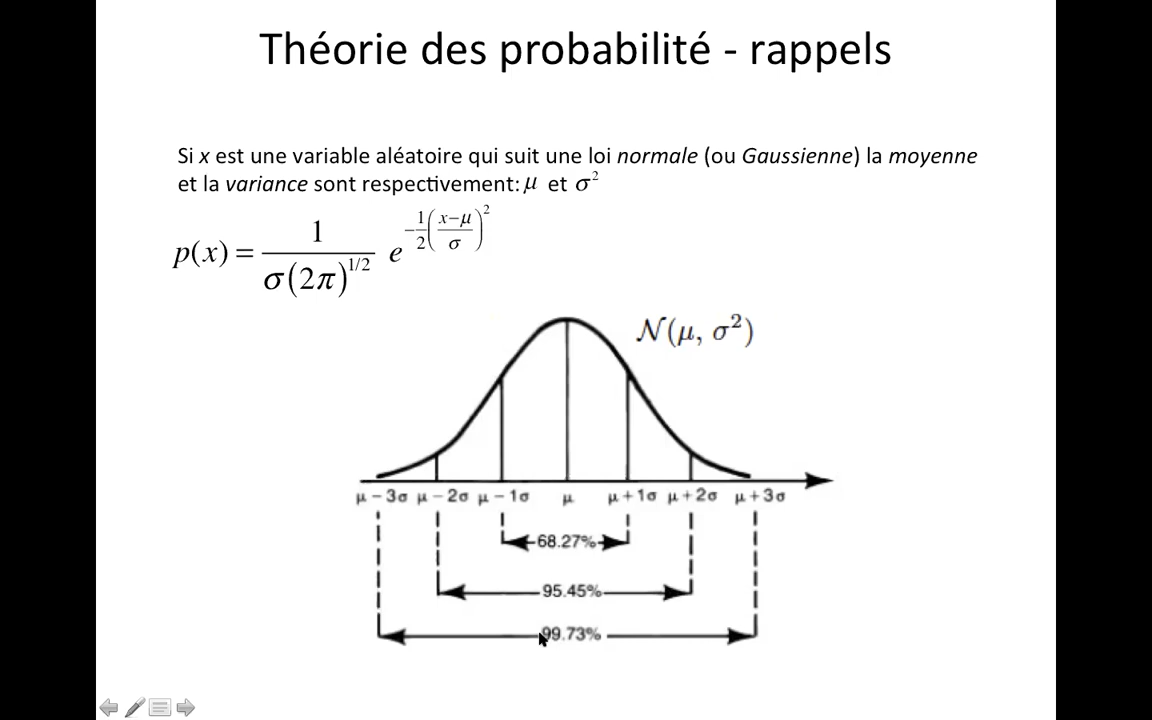 Théorie des probabilité - rappels
Si x est une variable aléatoire qui suit une loi normale (ou Gaussienne) la moyenne
et la variance sont respectivement: μ et σ²
p(x) = 1 / σ(2π)^1/2 e^-1/2((x-μ)/σ)^2
N(μ, σ²)
μ - 3σ μ - 2σ μ - 1σ μ μ + 1σ μ + 2σ μ + 3σ
68.27%
95.45%
99.73%